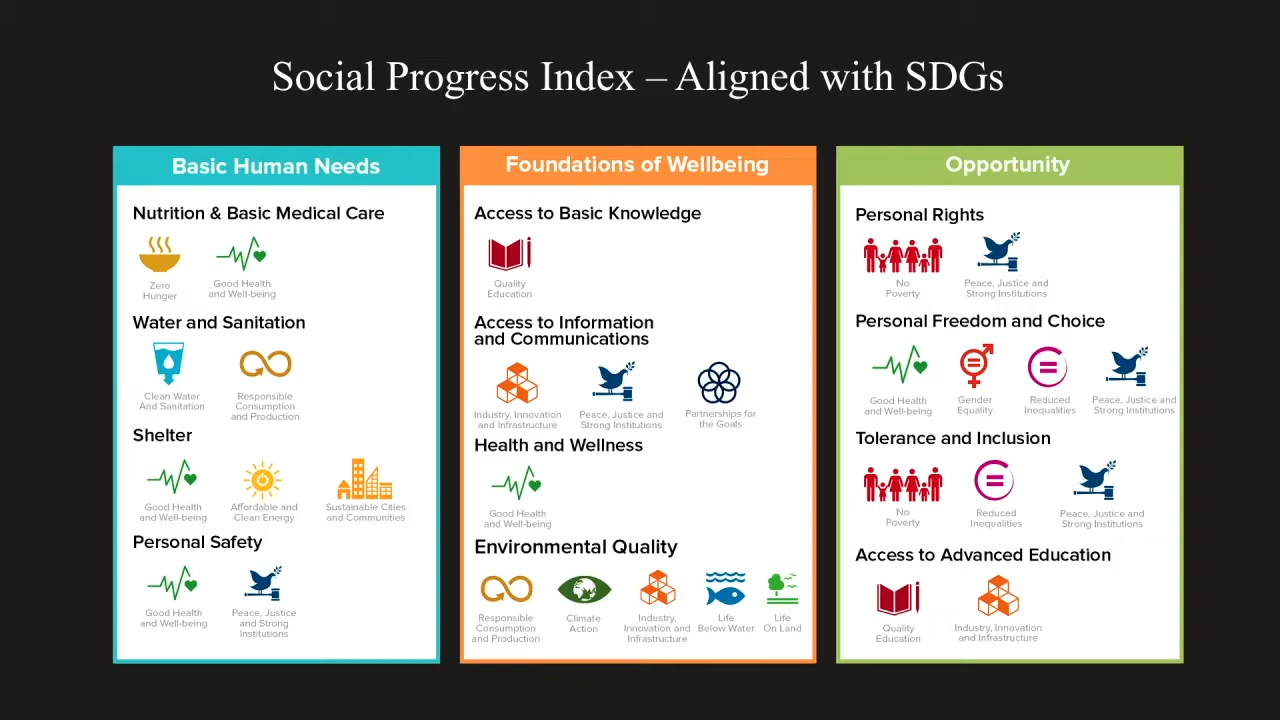 Social Progress Index – Aligned with SDGs
Basic Human Needs
Nutrition & Basic Medical Care
Zero
Hunger
Good Health
and Well-being
Water and Sanitation
Clean Water
And Sanitation
Responsible
Consumption
and Production
Shelter
Good Health
and Well-being
Affordable and
Clean Energy
Sustainable Cities
and Communities
Personal Safety
Good Health
and Well-being
Peace, Justice
and Strong
Institutions
Foundations of Wellbeing
Access to Basic Knowledge
Quality
Education
Access to Information
and Communications
Industry, Innovation
and Infrastructure
Peace, Justice and
Strong Institutions
Partnerships for
the Goals
Health and Wellness
Good Health
and Well-being
Environmental Quality
Responsible
Consumption
and Production
Climate
Action
Industry,
Innovation and
Infrastructure
Life
Below Water
Life
On Land
Opportunity
Personal Rights
No
Poverty
Peace, Justice and
Strong Institutions
Personal Freedom and Choice
Good Health
and Well-being
Gender
Equality
Reduced
Inequalities
Peace, Justice and
Strong Institutions
Tolerance and Inclusion
No
Poverty
Reduced
Inequalities
Peace, Justice and
Strong Institutions
Access to Advanced Education
Quality
Education
Industry, Innovation
and Infrastructure